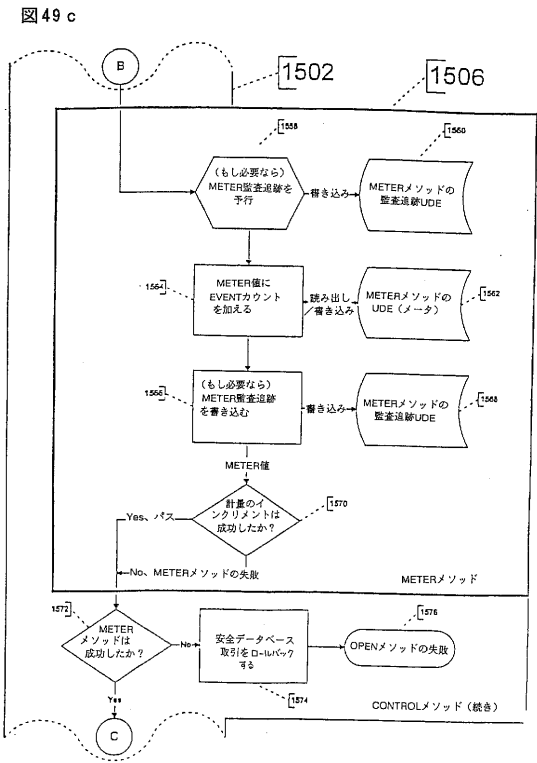 図49c
B
1502
1506
1558
1560
(もし必要なら)
METER監査追跡を
予行
書き込み
METERメソッドの
監査追跡UDE
1564
METER値に
EVENTカウント
を加える
読み出し
/書き込み
METERメソッドの
UDE(メータ)
1562
1566
(もし必要なら)
METER監査追跡
を書き込む
書き込み
METERメソッドの
監査追跡UDE
1568
METER値
計量のイ
ンクリメントは
成功したか?
1570
Yes、パス
No、METERメソッドの失敗
METERメソッド
1572
METER
メソッドは
成功したか?
No
安全データベース
取引をロールバック
する
1574
1576
OPENメソッドの失敗
Yes
C
CONTROLメソッド(続き)